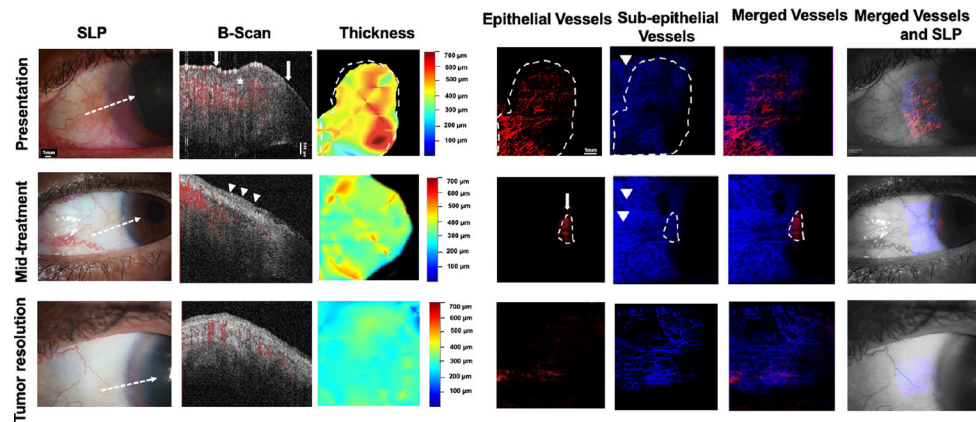 SLP
B-Scan
Thickness
Epithelial Vessels
Sub-epithelial
Vessels
Merged Vessels
Merged Vessels
and SLP
Presentation
1mm
*
700 µm
600 µm
500 µm
400 µm
300 µm
200 µm
100 µm
1mm
Mid-treatment
700 µm
600 µm
500 µm
400 µm
300 µm
200 µm
100 µm
Tumor resolution
700 µm
600 µm
500 µm
400 µm
300 µm
200 µm
100 µm